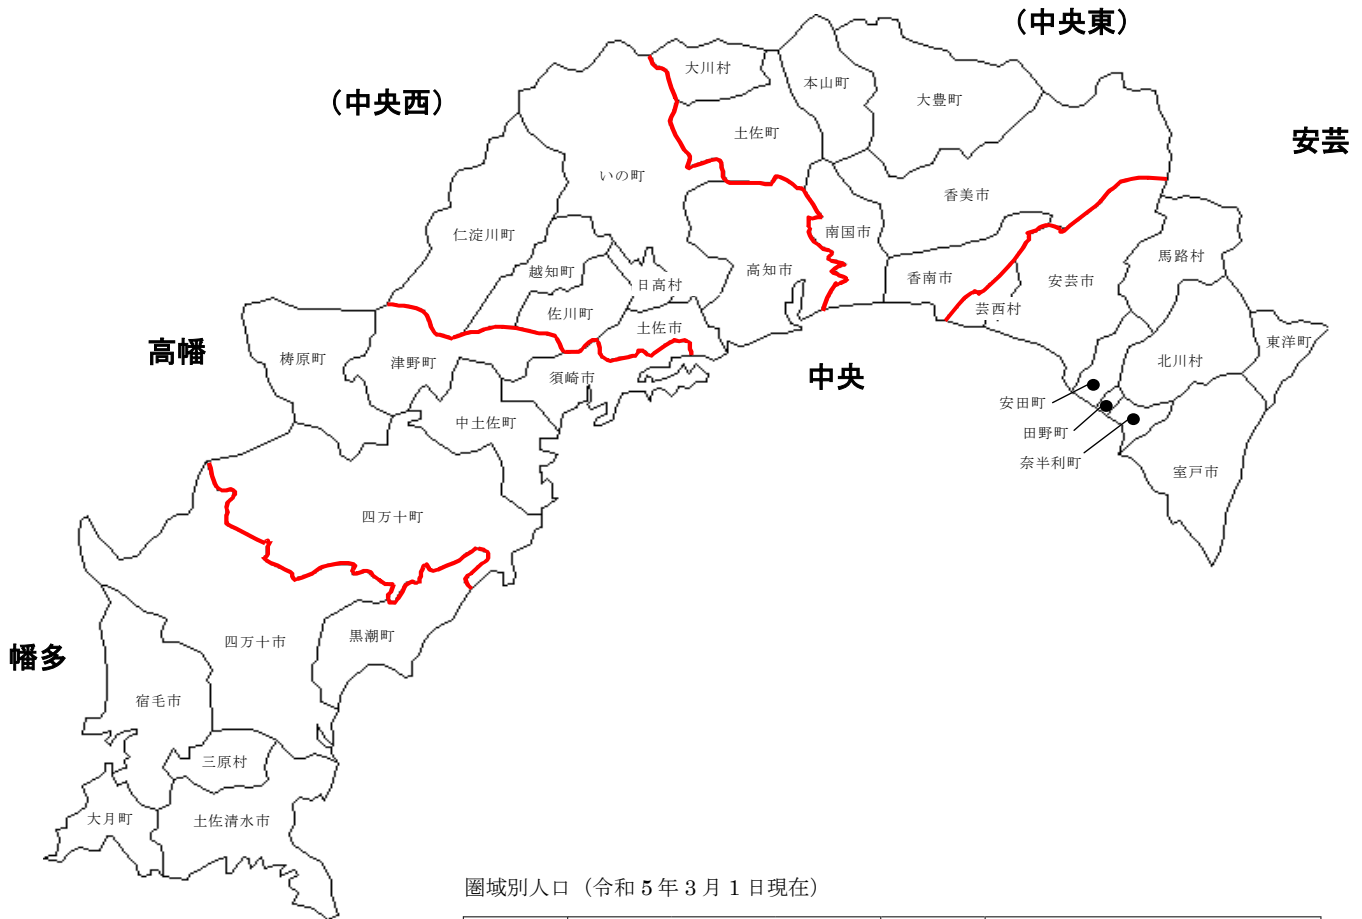 （中央東）
大川村
本山町
大豊町
（中央西）
土佐町
安芸
いの町
香美市
仁淀川町
南国市
馬路村
越知町
高知市
香南市
安芸市
日高村
佐川町
芸西村
土佐市
東洋町
高幡
梼原町
津野町
北川村
須崎市
中央
安田町
中土佐町
田野町
奈半利町
室戸市
四万十町
四万十市
黒潮町
幡多
宿毛市
三原村
大月町
土佐清水市
圏域別人口（令和 5 年 3 月 1 日現在）